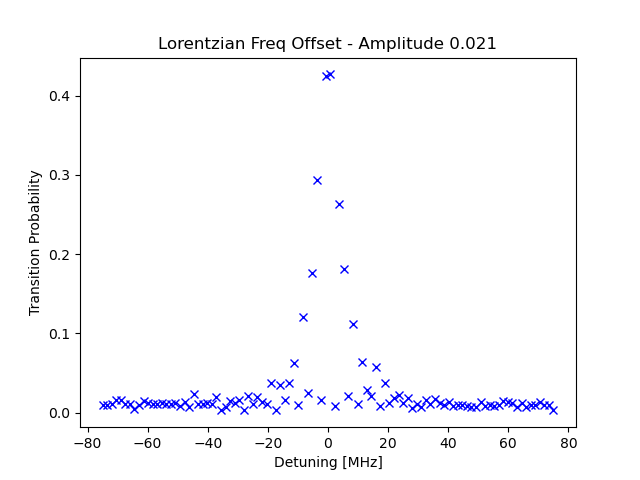 Lorentzian Freq Offset - Amplitude 0.021
Transition Probability
0.4
0.3
0.2
0.1
0.0
−80 −60 −40 −20 0 20 40 60 80
Detuning [MHz]